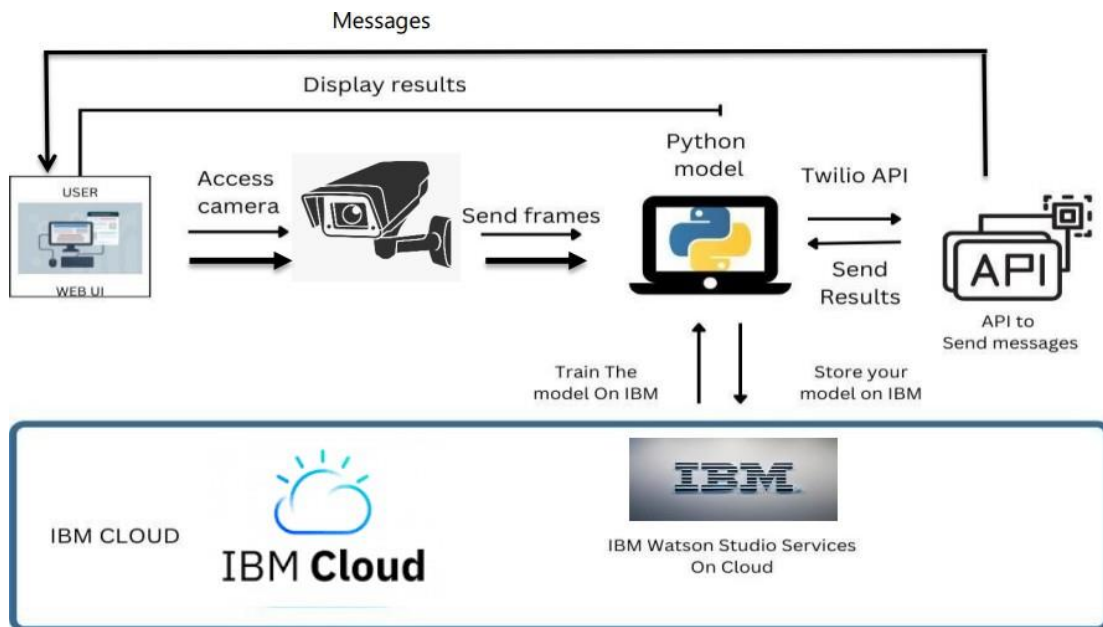 Messages
Display results
USER
WEB UI
Access
camera
Send frames
Python
model
Twilio API
Send
Results
API
API to
Send messages
Train The
model On IBM
Store your
model on IBM
IBM CLOUD
IBM Cloud
IBM
IBM Watson Studio Services
On Cloud